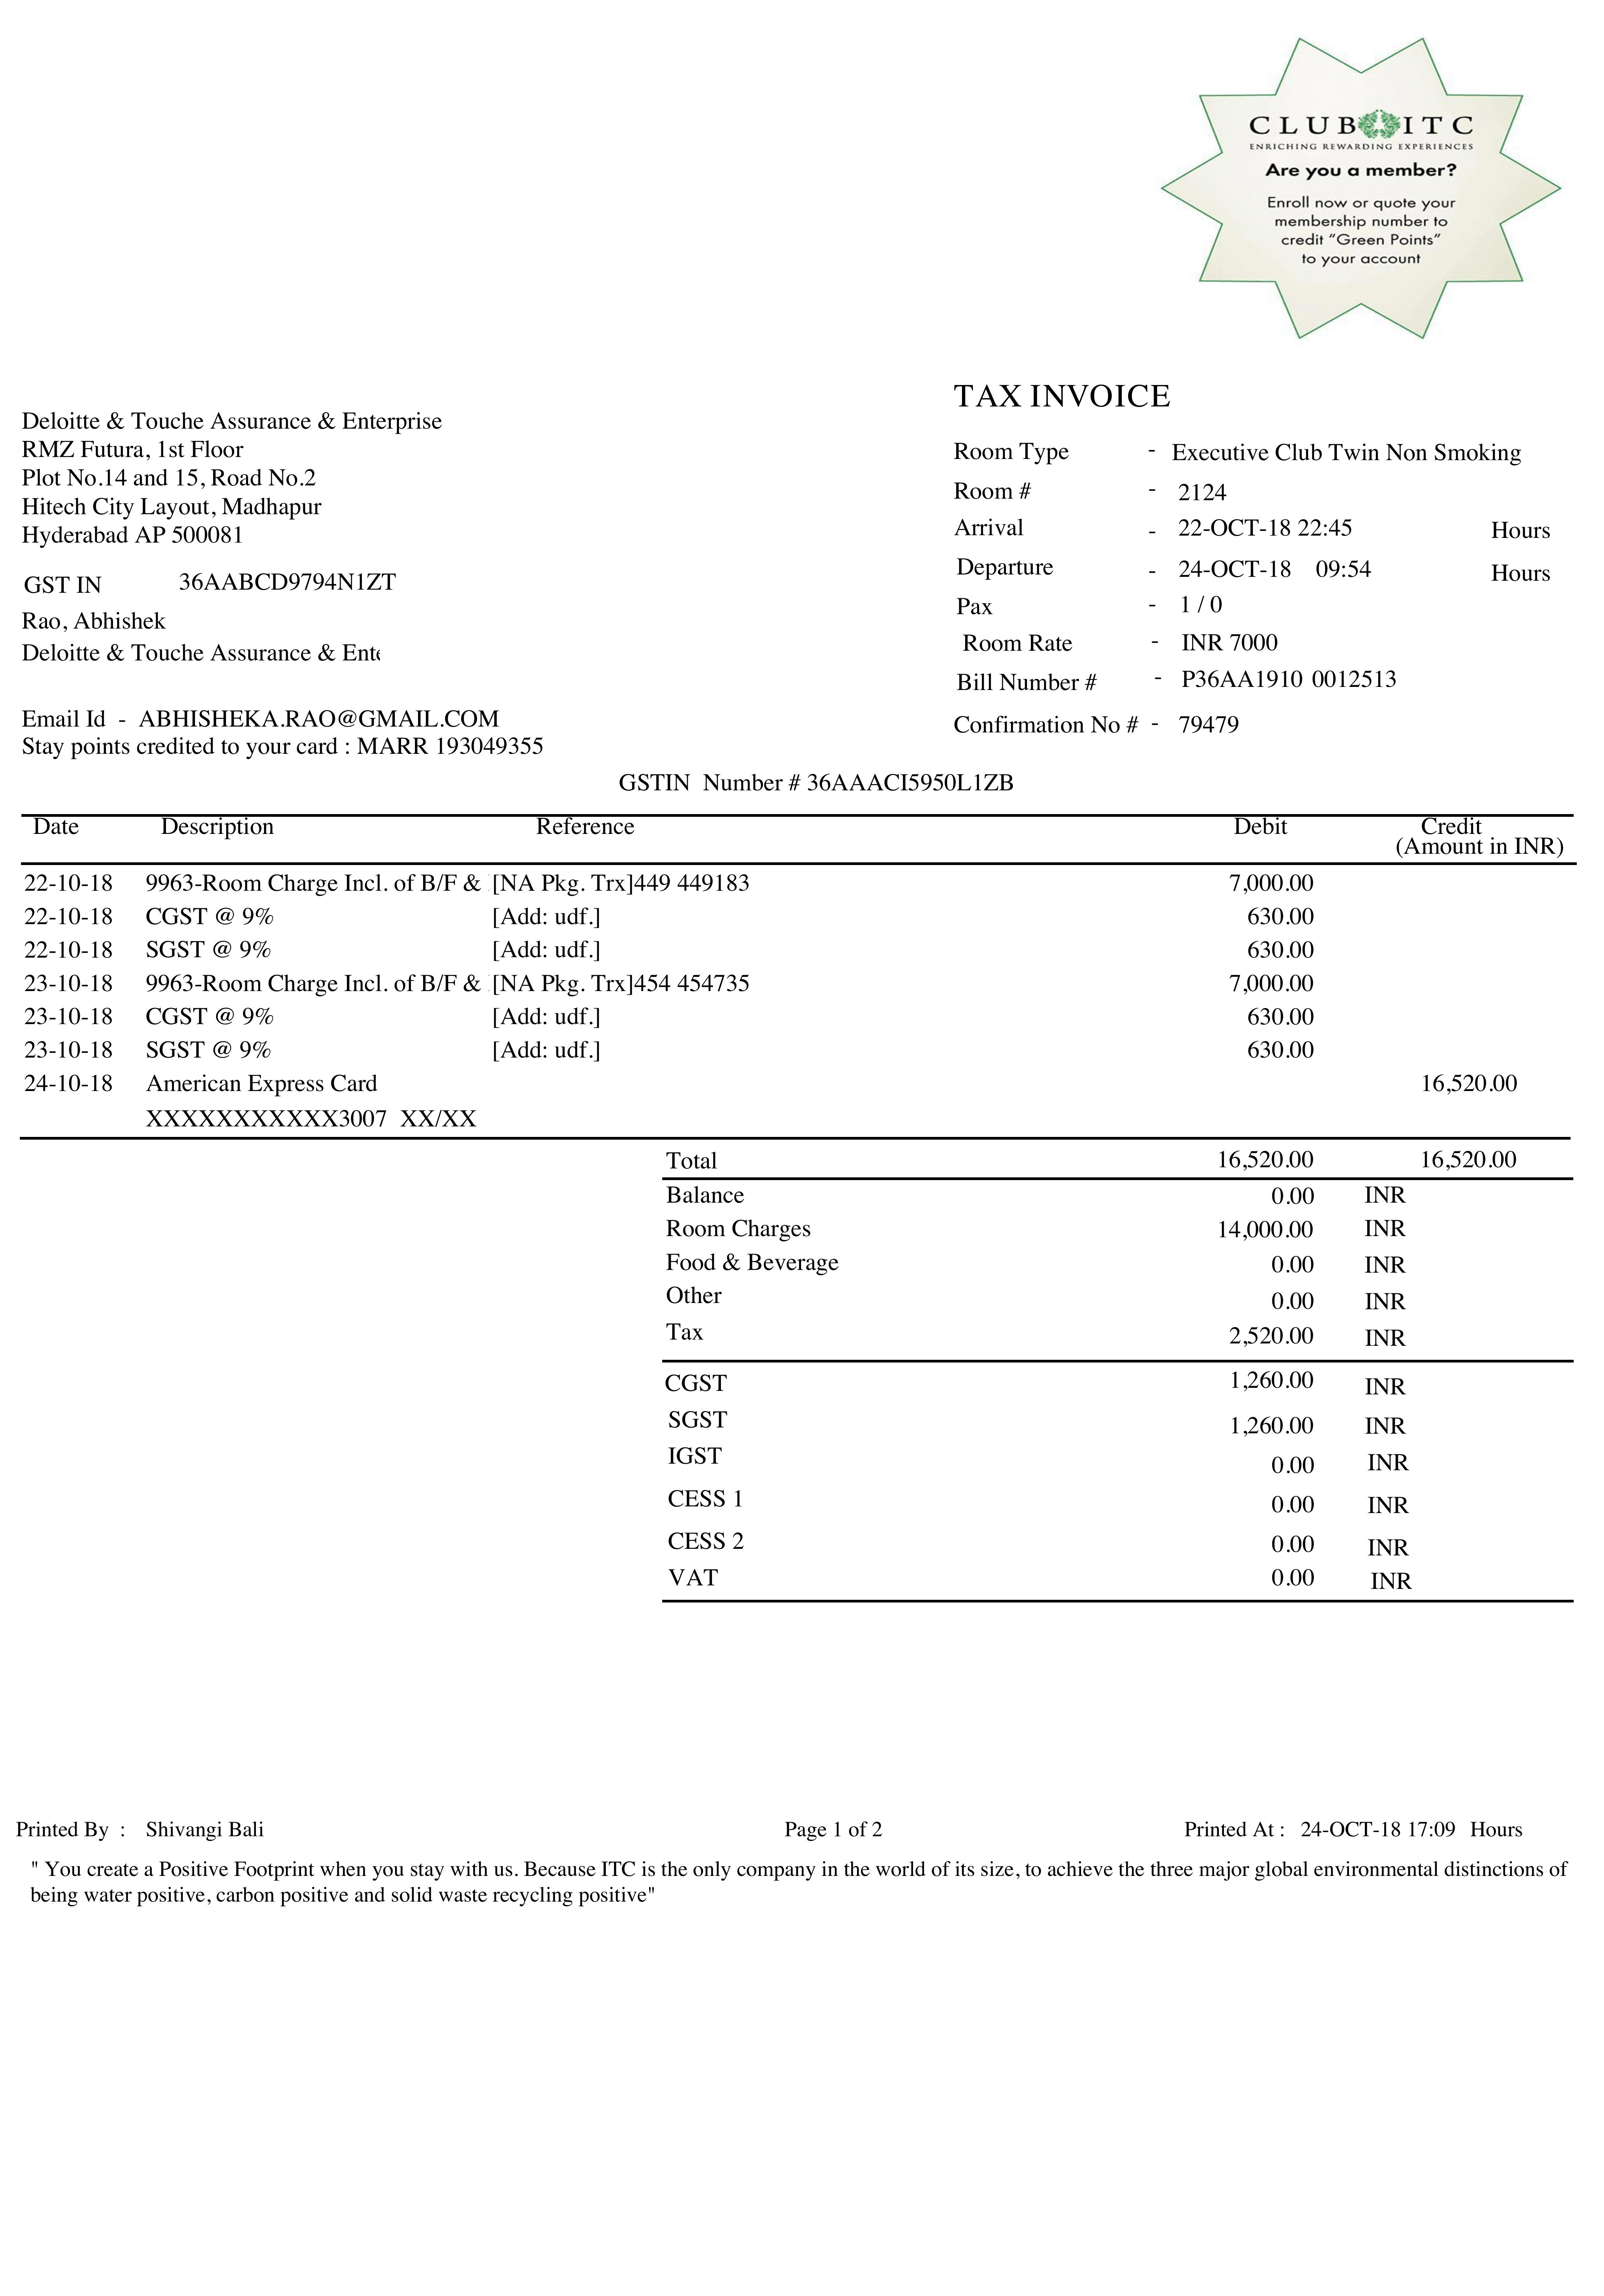 CLUB ITC
ENRICHING REWARDING EXPERIENCES
Are you a member?
Enroll now or quote your
membership number to
credit “Green Points”
to your account
TAX INVOICE
Deloitte & Touche Assurance & Enterprise
RMZ Futura, 1st Floor
Plot No.14 and 15, Road No.2
Hitech City Layout, Madhapur
Hyderabad AP 500081
GST IN 36AABCD9794N1ZT
Rao, Abhishek
Deloitte & Touche Assurance & Ente
Email Id - ABHISHEKA.RAO@GMAIL.COM
Stay points credited to your card : MARR 193049355
Room Type - Executive Club Twin Non Smoking
Room # - 2124
Arrival - 22-OCT-18 22:45 Hours
Departure - 24-OCT-18 09:54 Hours
Pax - 1 / 0
Room Rate - INR 7000
Bill Number # - P36AA1910 0012513
Confirmation No # - 79479
GSTIN Number # 36AAACI5950L1ZB
Date Description Reference Debit Credit
(Amount in INR)
22-10-18 9963-Room Charge Incl. of B/F & [NA Pkg. Trx]449 449183 7,000.00
22-10-18 CGST @ 9% [Add: udf.] 630.00
22-10-18 SGST @ 9% [Add: udf.] 630.00
23-10-18 9963-Room Charge Incl. of B/F & [NA Pkg. Trx]454 454735 7,000.00
23-10-18 CGST @ 9% [Add: udf.] 630.00
23-10-18 SGST @ 9% [Add: udf.] 630.00
24-10-18 American Express Card 16,520.00
XXXXXXXXXXX3007 XX/XX
Total 16,520.00 16,520.00
Balance 0.00 INR
Room Charges 14,000.00 INR
Food & Beverage 0.00 INR
Other 0.00 INR
Tax 2,520.00 INR
CGST 1,260.00 INR
SGST 1,260.00 INR
IGST 0.00 INR
CESS 1 0.00 INR
CESS 2 0.00 INR
VAT 0.00 INR
Printed By : Shivangi Bali Page 1 of 2 Printed At : 24-OCT-18 17:09 Hours
" You create a Positive Footprint when you stay with us. Because ITC is the only company in the world of its size, to achieve the three major global environmental distinctions of
being water positive, carbon positive and solid waste recycling positive"